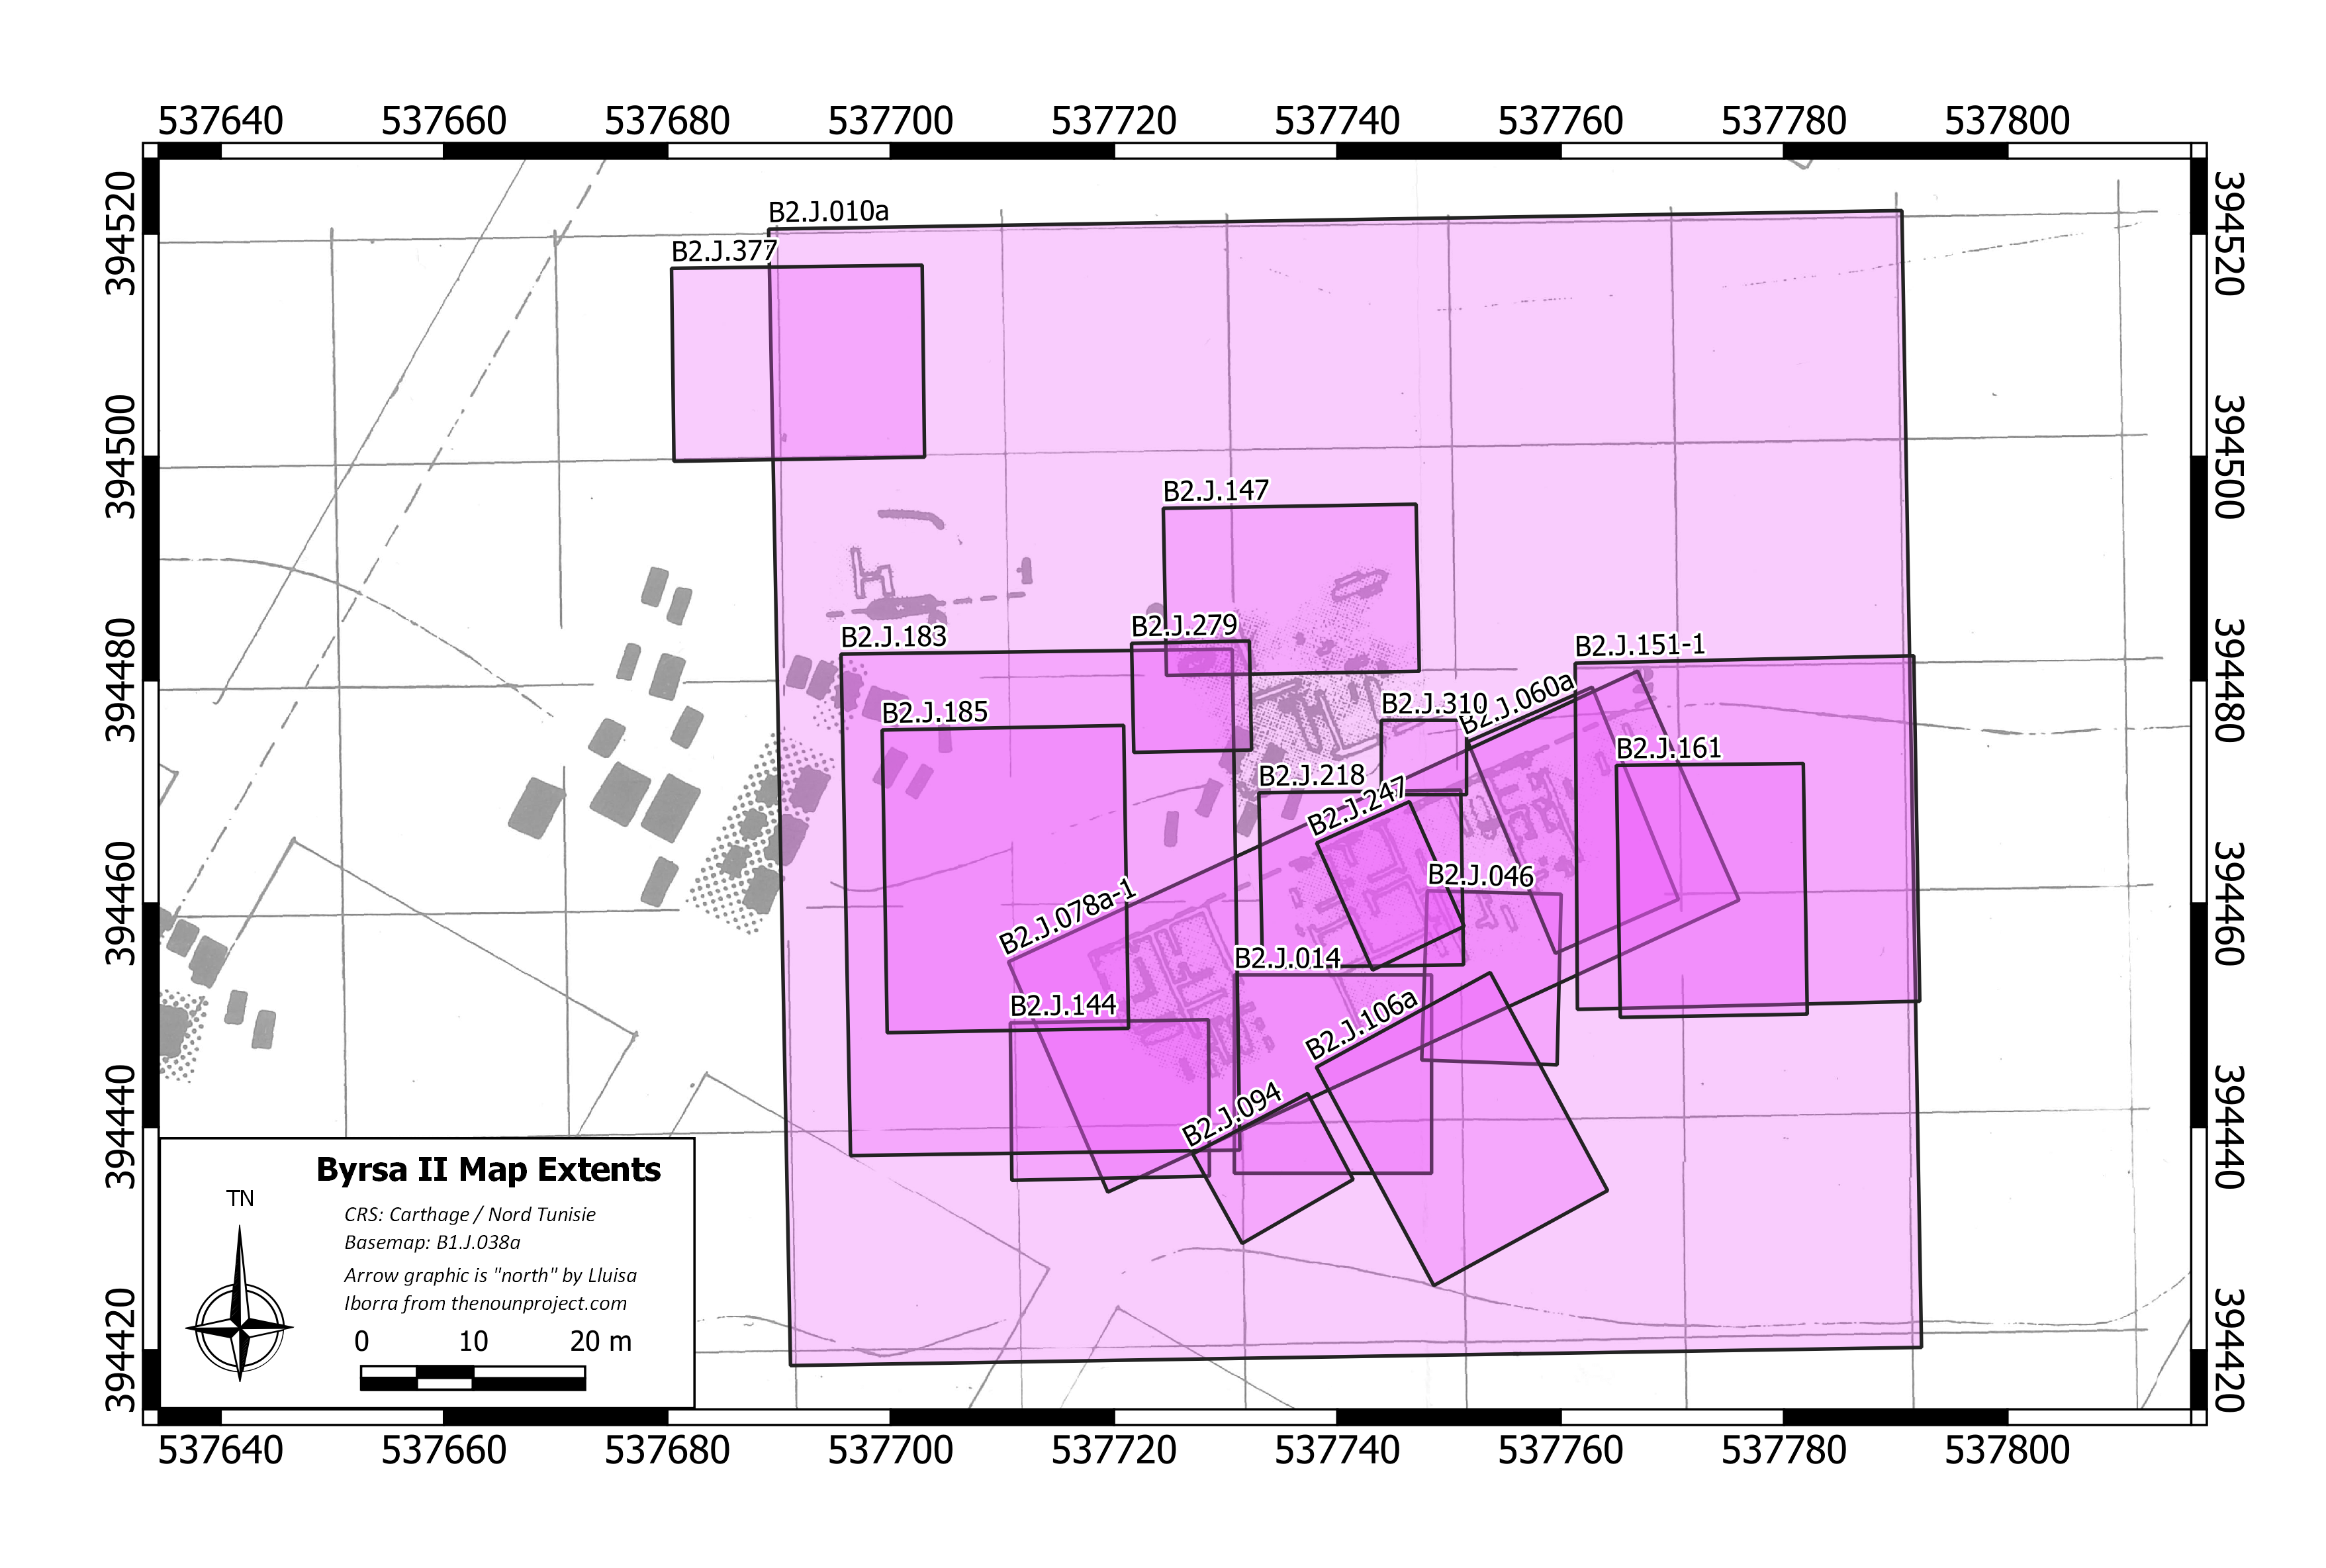 537640 537660 537680 537700 537720 537740 537760 537780 537800
394520
394500
394480
394460
394440
394420
394520
394500
394480
394460
394440
394420
B2.J.010a
B2.J.377
B2.J.147
B2.J.279
B2.J.183
B2.J.151-1
B2.J.060a
B2.J.310
B2.J.185
B2.J.161
B2.J.218
B2.J.247
B2.J.046
B2.J.078a-1
B2.J.014
B2.J.144
B2.J.106a
B2.J.094
Byrsa II Map Extents
TN
CRS: Carthage / Nord Tunisie
Basemap: B1.J.038a
Arrow graphic is "north" by Lluisa
Iborra from thenounproject.com
0 10 20 m
537640 537660 537680 537700 537720 537740 537760 537780 537800